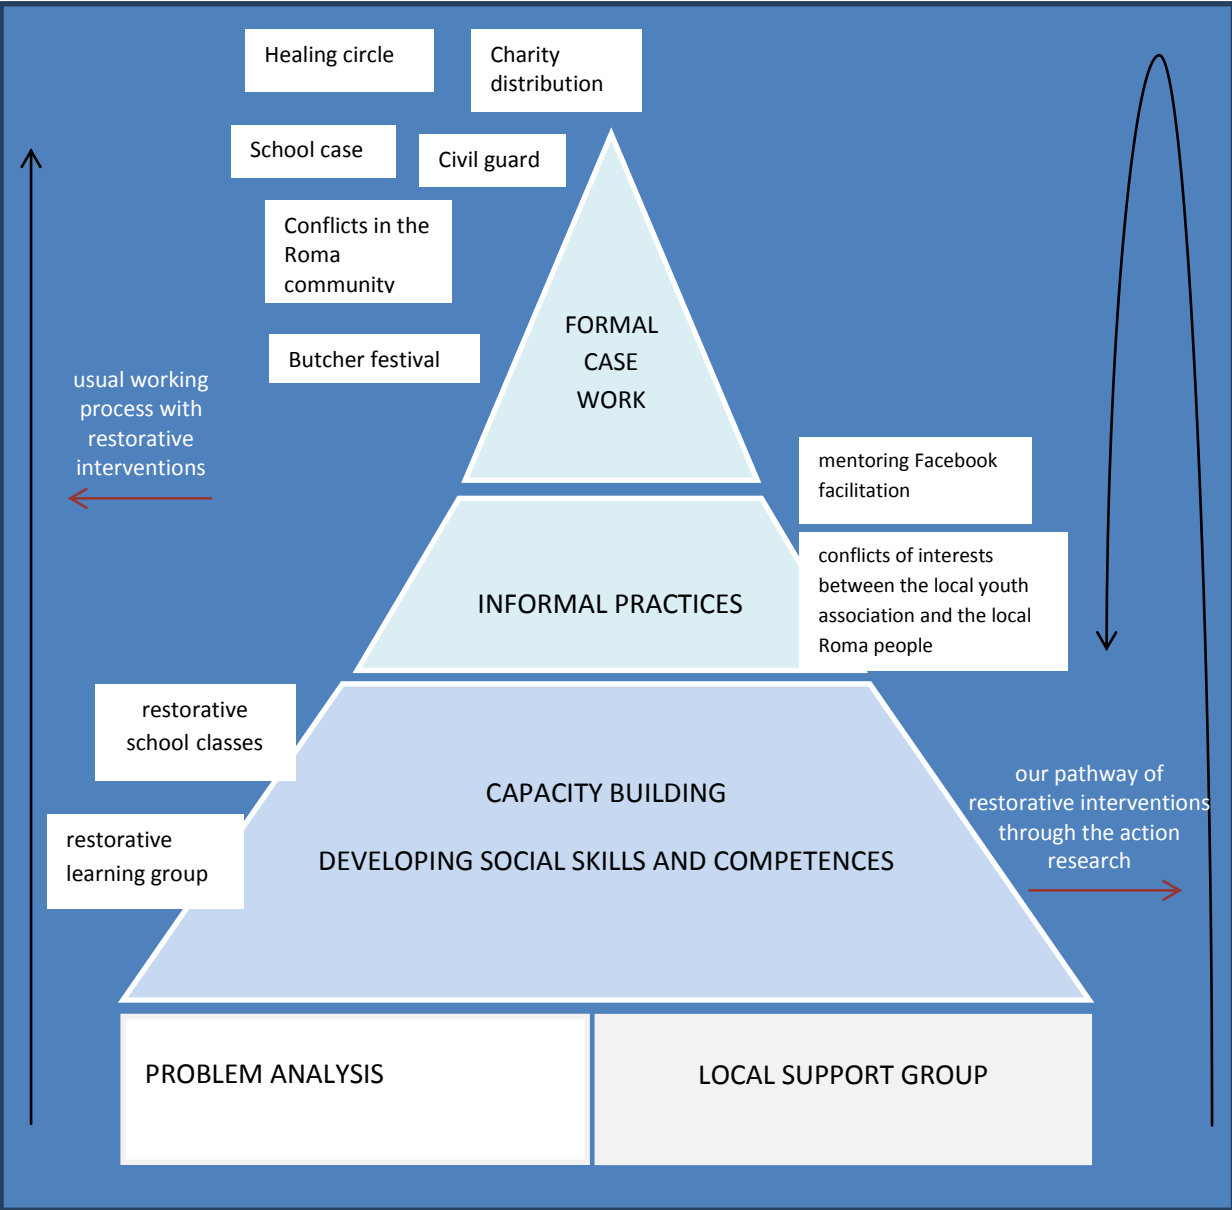 Healing circle
Charity
distribution
School case
Civil guard
Conflicts in the
Roma
community
Butcher festival
FORMAL
CASE
WORK
usual working
process with
restorative
interventions
mentoring Facebook
facilitation
conflicts of interests
between the local youth
association and the local
Roma people
INFORMAL PRACTICES
restorative
school classes
restorative
learning group
CAPACITY BUILDING
DEVELOPING SOCIAL SKILLS AND COMPETENCES
our pathway of
restorative interventions
through the action
research
PROBLEM ANALYSIS
LOCAL SUPPORT GROUP